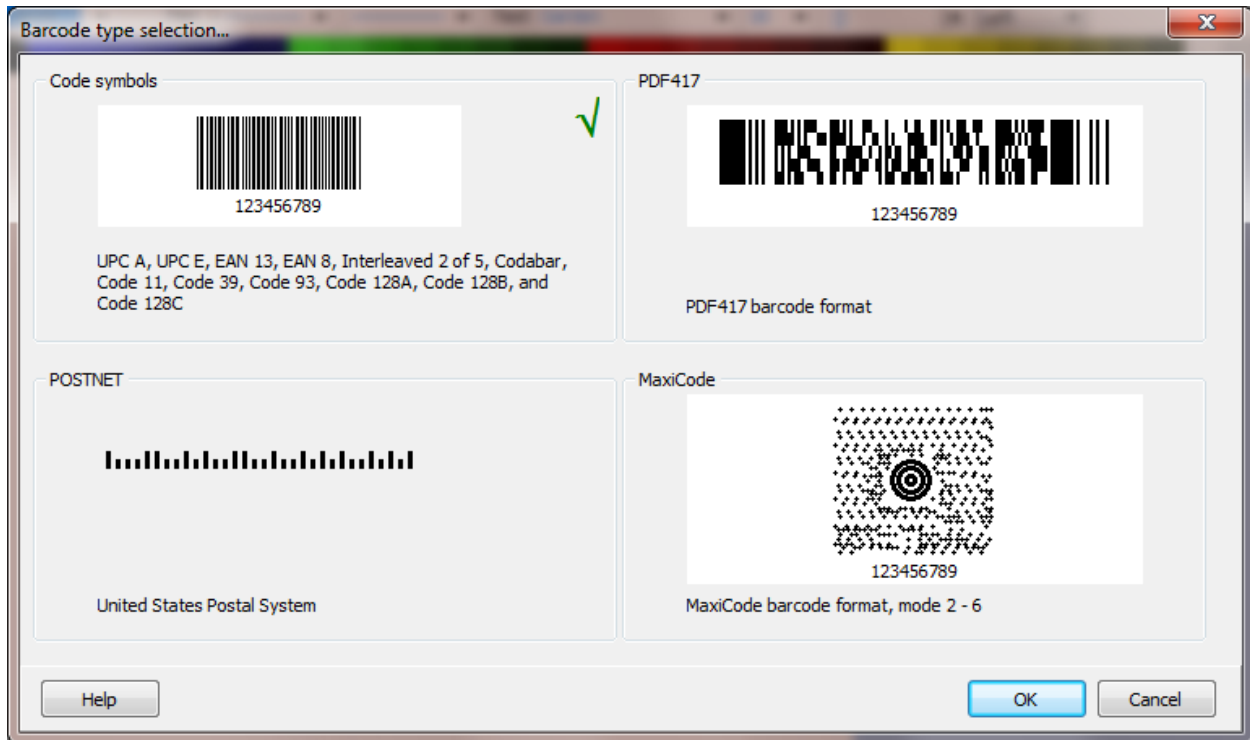 Barcode type selection...
Code symbols
123456789
UPC A, UPC E, EAN 13, EAN 8, Interleaved 2 of 5, Codabar,
Code 11, Code 39, Code 93, Code 128A, Code 128B, and
Code 128C
PDF417
123456789
PDF417 barcode format
POSTNET
United States Postal System
MaxiCode
123456789
MaxiCode barcode format, mode 2 - 6
Help
OK
Cancel